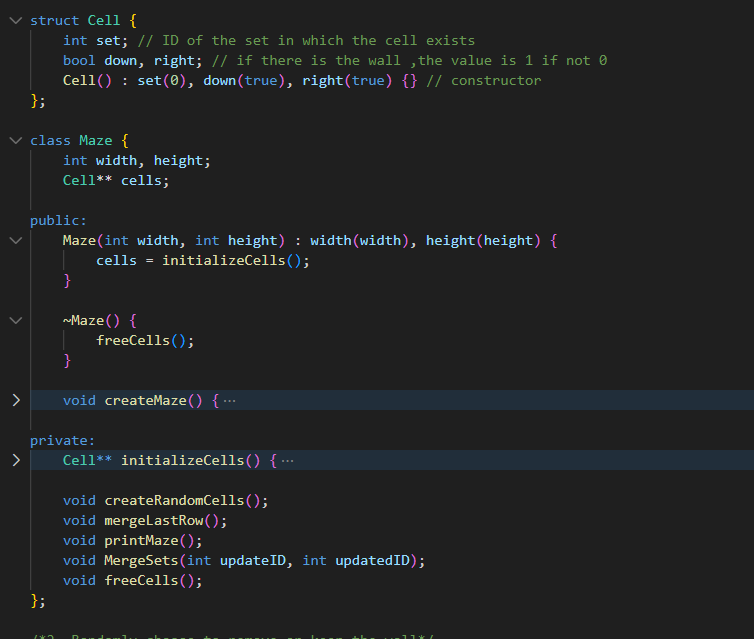 struct Cell {
int set; // ID of the set in which the cell exists
bool down, right; // if there is the wall ,the value is 1 if not 0
Cell() : set(0), down(true), right(true) {} // constructor
};
class Maze {
int width, height;
Cell** cells;
public:
Maze(int width, int height) : width(width), height(height) {
cells = initializeCells();
}
~Maze() {
freeCells();
}
void createMaze() { ···
private:
Cell** initializeCells() { ···
void createRandomCells();
void mergeLastRow();
void printMaze();
void MergeSets(int updateID, int updatedID);
void freeCells();
};
/*2. Randomly choose to remove or keep the wall*/